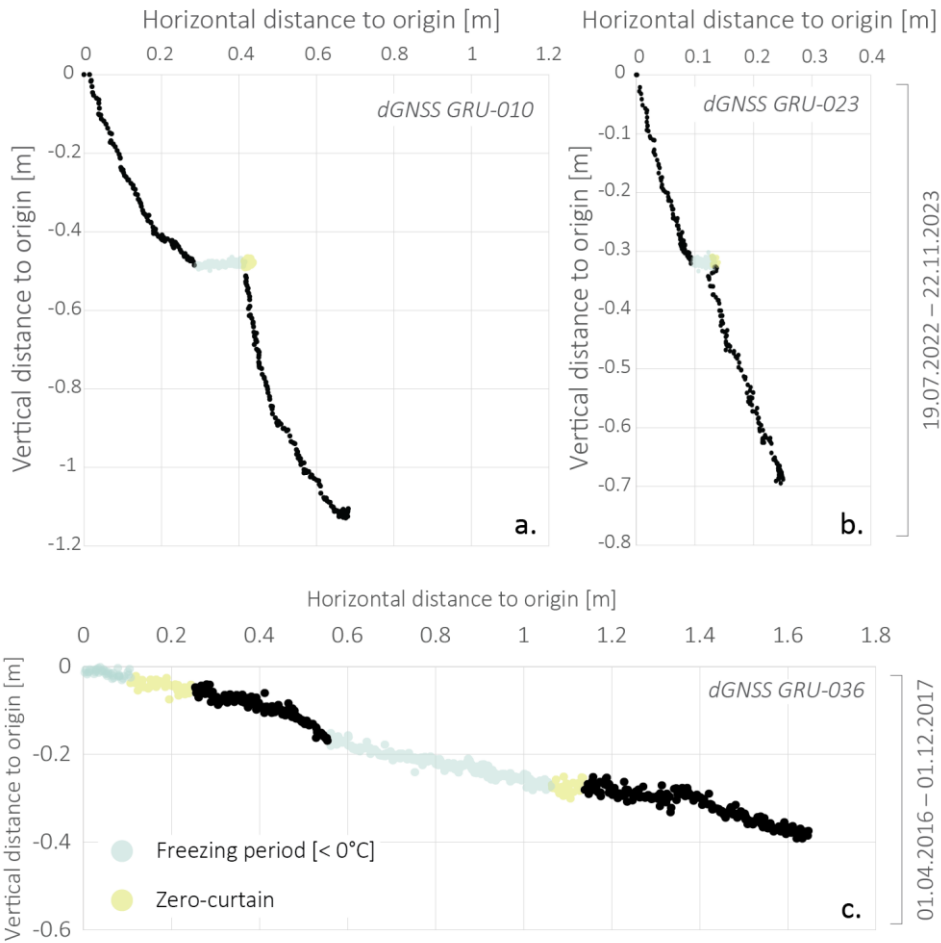 Horizontal distance to origin [m]
0 0.2 0.4 0.6 0.8 1 1.2
Vertical distance to origin [m]
0
-0.2
-0.4
-0.6
-0.8
-1
-1.2
dGNSS GRU-010
a.
Horizontal distance to origin [m]
0 0.1 0.2 0.3 0.4
Vertical distance to origin [m]
0
-0.1
-0.2
-0.3
-0.4
-0.5
-0.6
-0.7
-0.8
dGNSS GRU-023
b.
19.07.2022 – 22.11.2023
Horizontal distance to origin [m]
0 0.2 0.4 0.6 0.8 1 1.2 1.4 1.6 1.8
Vertical distance to origin [m]
0
-0.2
-0.4
-0.6
dGNSS GRU-036
Freezing period [< 0°C]
Zero-curtain
c.
01.04.2016 – 01.12.2017